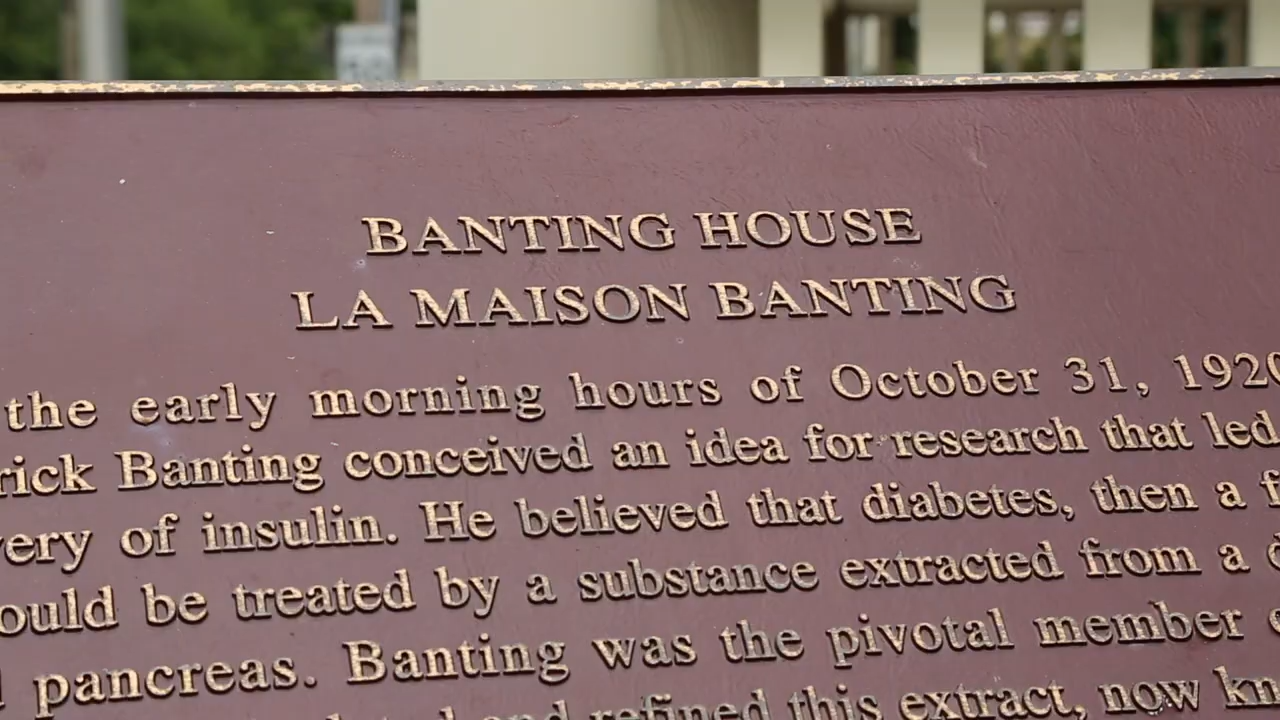 BANTING HOUSE
LA MAISON BANTING
the early morning hours of October 31, 1920
rick Banting conceived an idea for research that led
very of insulin. He believed that diabetes, then a f
ould be treated by a substance extracted from a d
pancreas. Banting was the pivotal member
and refined this extract, now kn